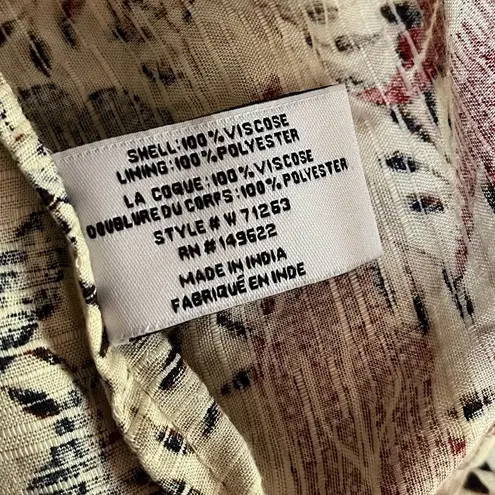 SHELL:100% VISCOSE
LINING:100% POLYESTER
LA COQUE:100% VISCOSE
DOUBLURE DU CORPS:100% POLYESTER
STYLE # W 71263
RN # 149622
MADE IN INDIA
FABRIQUÉ EN INDE